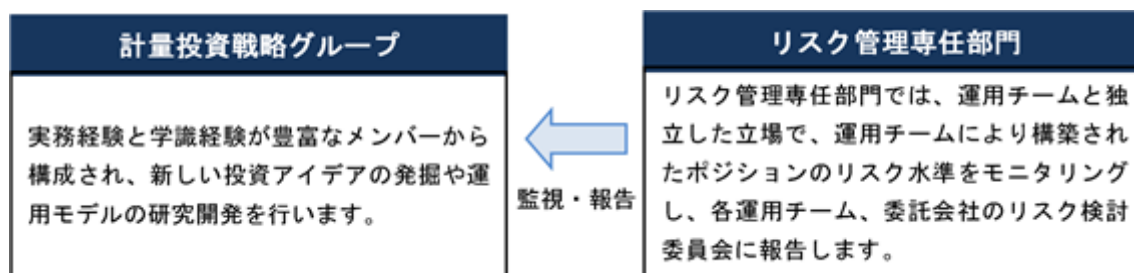 計量投資戦略グループ
実務経験と学識経験が豊富なメンバーから
構成され、新しい投資アイデアの発掘や運
用モデルの研究開発を行います。
監視・報告
リスク管理専任部門
リスク管理専任部門では、運用チームと独
立した立場で、運用チームにより構築され
たポジションのリスク水準をモニタリング
し、各運用チーム、委託会社のリスク検討
委員会に報告します。